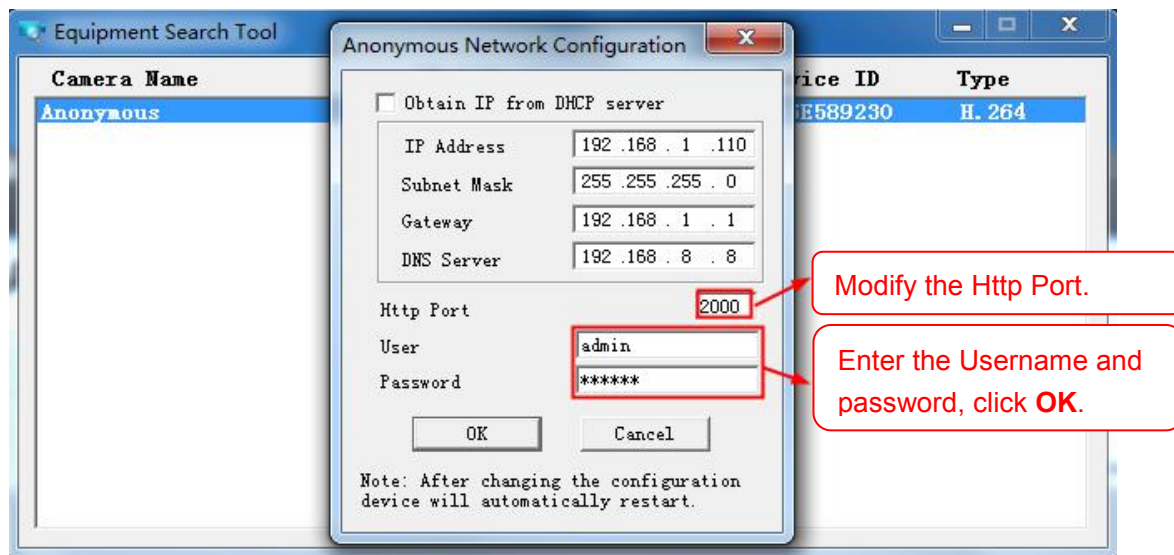 Equipment Search Tool
Anonymous Network Configuration
Camera Name
vice ID Type
Anonymous
E589230 H.264
Obtain IP from DHCP server
IP Address 192 .168 . 1 .110
Subnet Mask 255 .255 .255 . 0
Gateway 192 .168 . 1 . 1
DNS Server 192 .168 . 8 . 8
Http Port 2000
Modify the Http Port.
User admin
Password ******
Enter the Username and
password, click OK.
OK Cancel
Note: After changing the configuration
device will automatically restart.